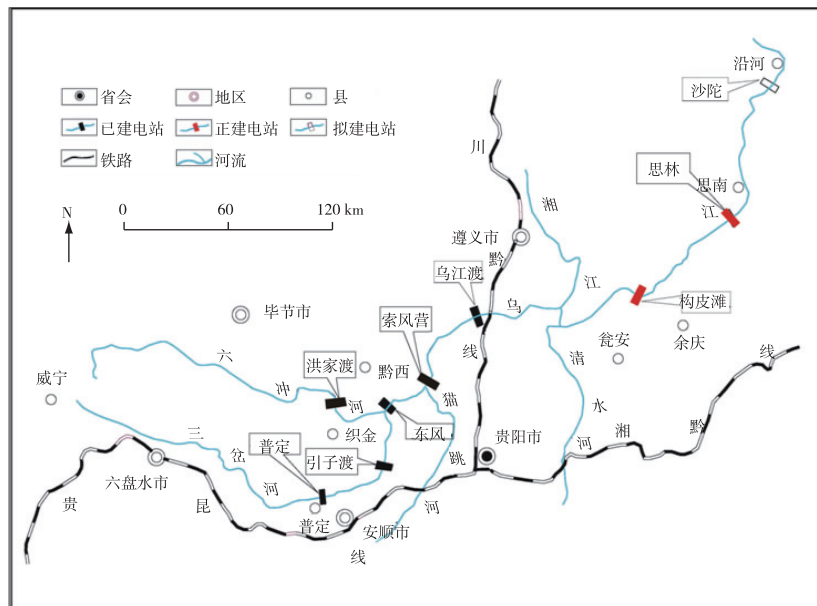 省会
地区
县
已建电站
正建电站
拟建电站
铁路
河流
N
0
60
120 km
沿河
沙陀
思林
思南
江
川
湘
遵义市
黔
江
乌江渡
乌
构皮滩
索风营
线
清
瓮安
余庆
线
毕节市
六
洪家渡
黔西
威宁
冲
河
猫
水
黔
三
织金
东风
普定
贵阳市
岔
引子渡
跳
河
湘
六盘水市
河
贵
昆
普定
安顺市
河
线